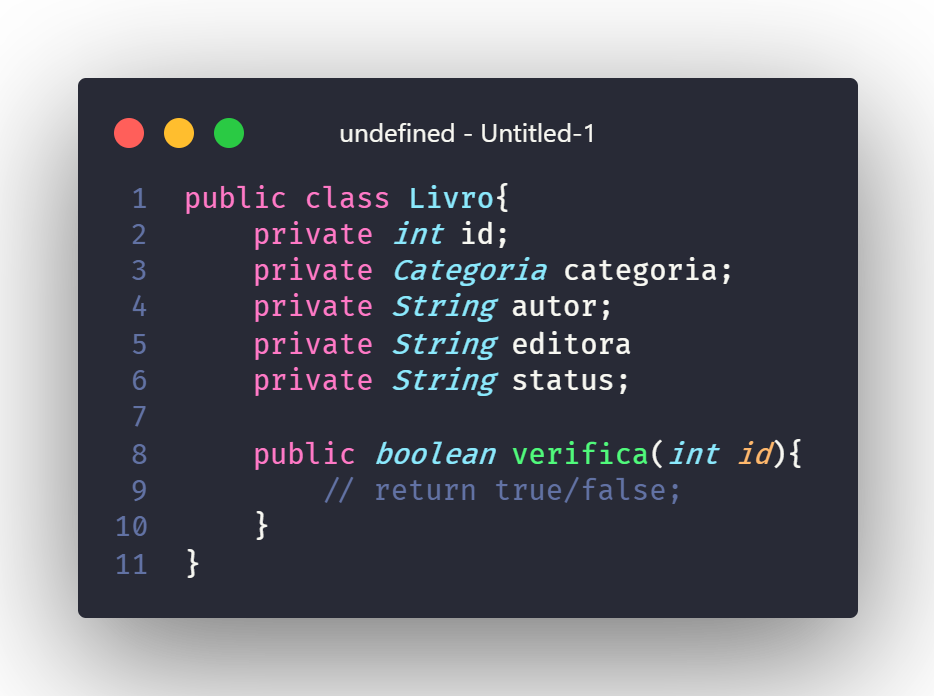 undefined - Untitled-1
1 public class Livro{
2     private int id;
3     private Categoria categoria;
4     private String autor;
5     private String editora
6     private String status;
7
8     public boolean verifica(int id){
9         // return true/false;
10     }
11 }